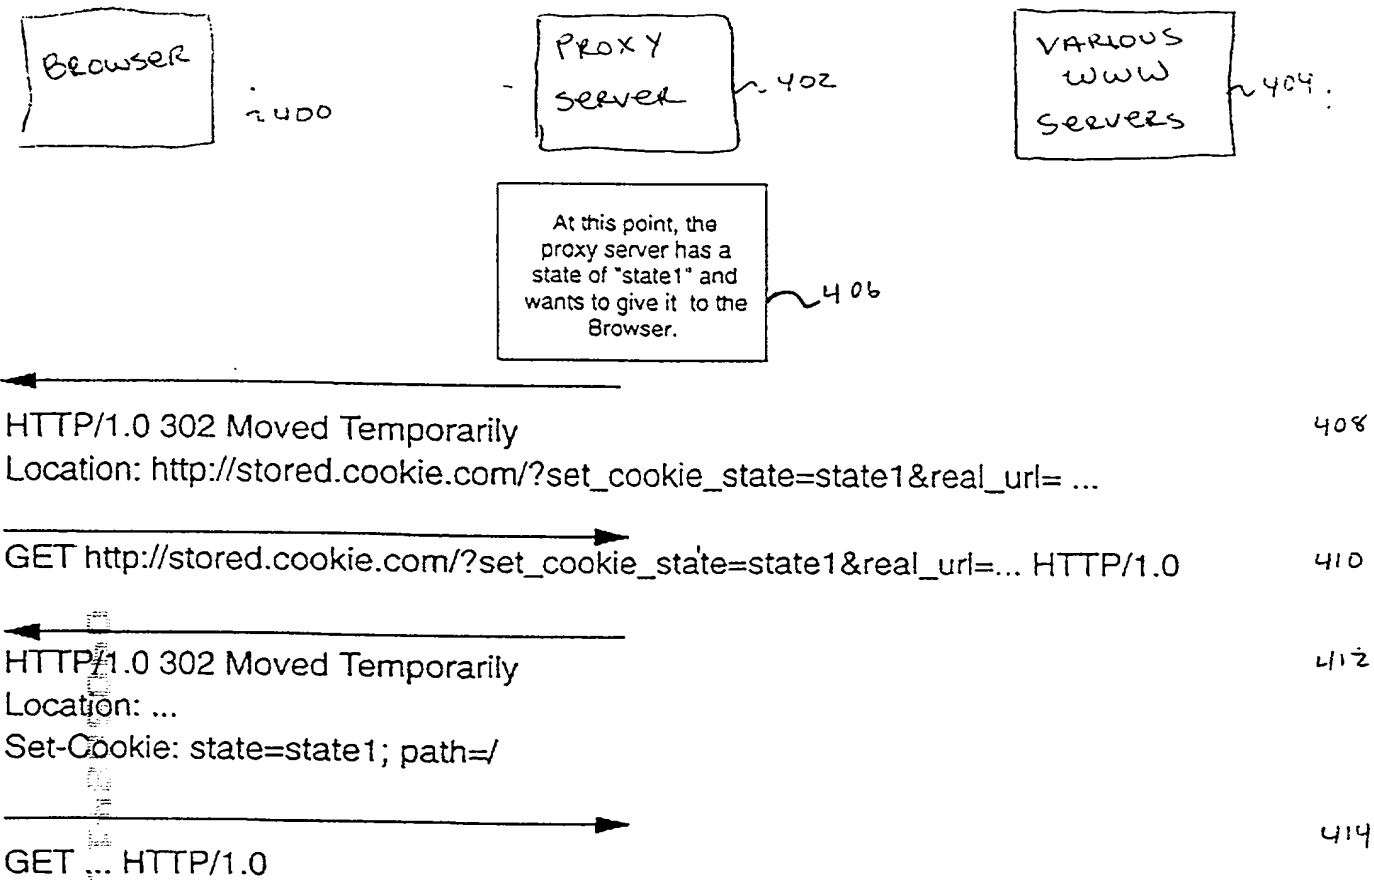 BROWSER
400
PROXY
SERVER
402
VARIOUS
WWW
SERVERS
404
At this point, the
proxy server has a
state of "state1" and
wants to give it to the
Browser.
406
HTTP/1.0 302 Moved Temporarily
408
Location: http://stored.cookie.com/?set_cookie_state=state1&real_url= ...
GET http://stored.cookie.com/?set_cookie_state=state1&real_url=... HTTP/1.0
410
HTTP/1.0 302 Moved Temporarily
412
Location: ...
Set-Cookie: state=state1; path=/
414
GET ... HTTP/1.0